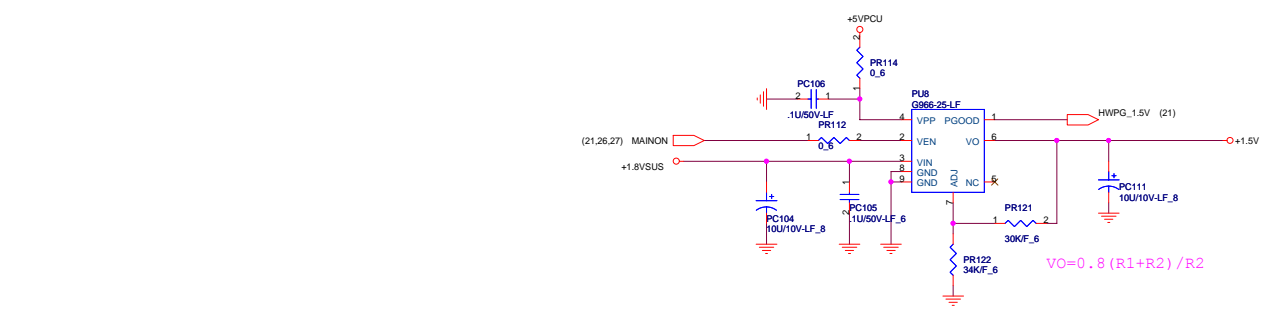 +5VPCU
2
PR114
0_6
1
PC106
2 1
.1U/50V-LF
PU8
G966-25-LF
4 VPP PGOOD 1
HWPG_1.5V (21)
PR112
(21,26,27) MAINON
1 2
0_6
2 VEN VO 6
+1.5V
+1.8VSUS
3 VIN
8 GND
9 GND
ADJ
NC 5
7
1
PC105
2
.1U/50V-LF_6
+
PC104
10U/10V-LF_8
+
PC111
10U/10V-LF_8
PR121
1 2
30K/F_6
PR122
34K/F_6
VO=0.8(R1+R2)/R2